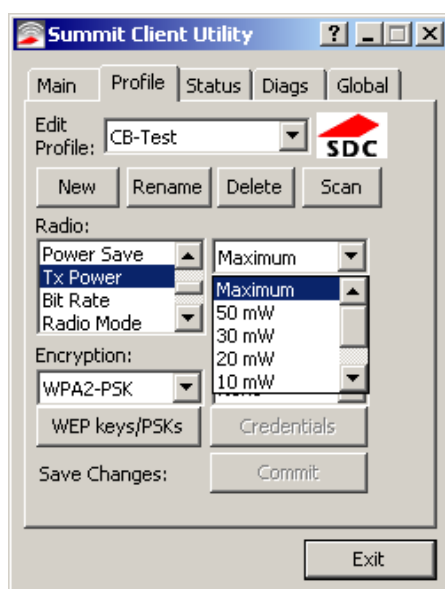 Summit Client Utility
Main Profile Status Diags Global
Edit Profile: CB-Test SDC
New Rename Delete Scan
Radio:
Power Save Maximum
Tx Power Maximum
Bit Rate 50 mW
Radio Mode 30 mW
20 mW
Encryption: 10 mW
WPA2-PSK
WEP keys/PSKs Credentials
Save Changes: Commit
Exit